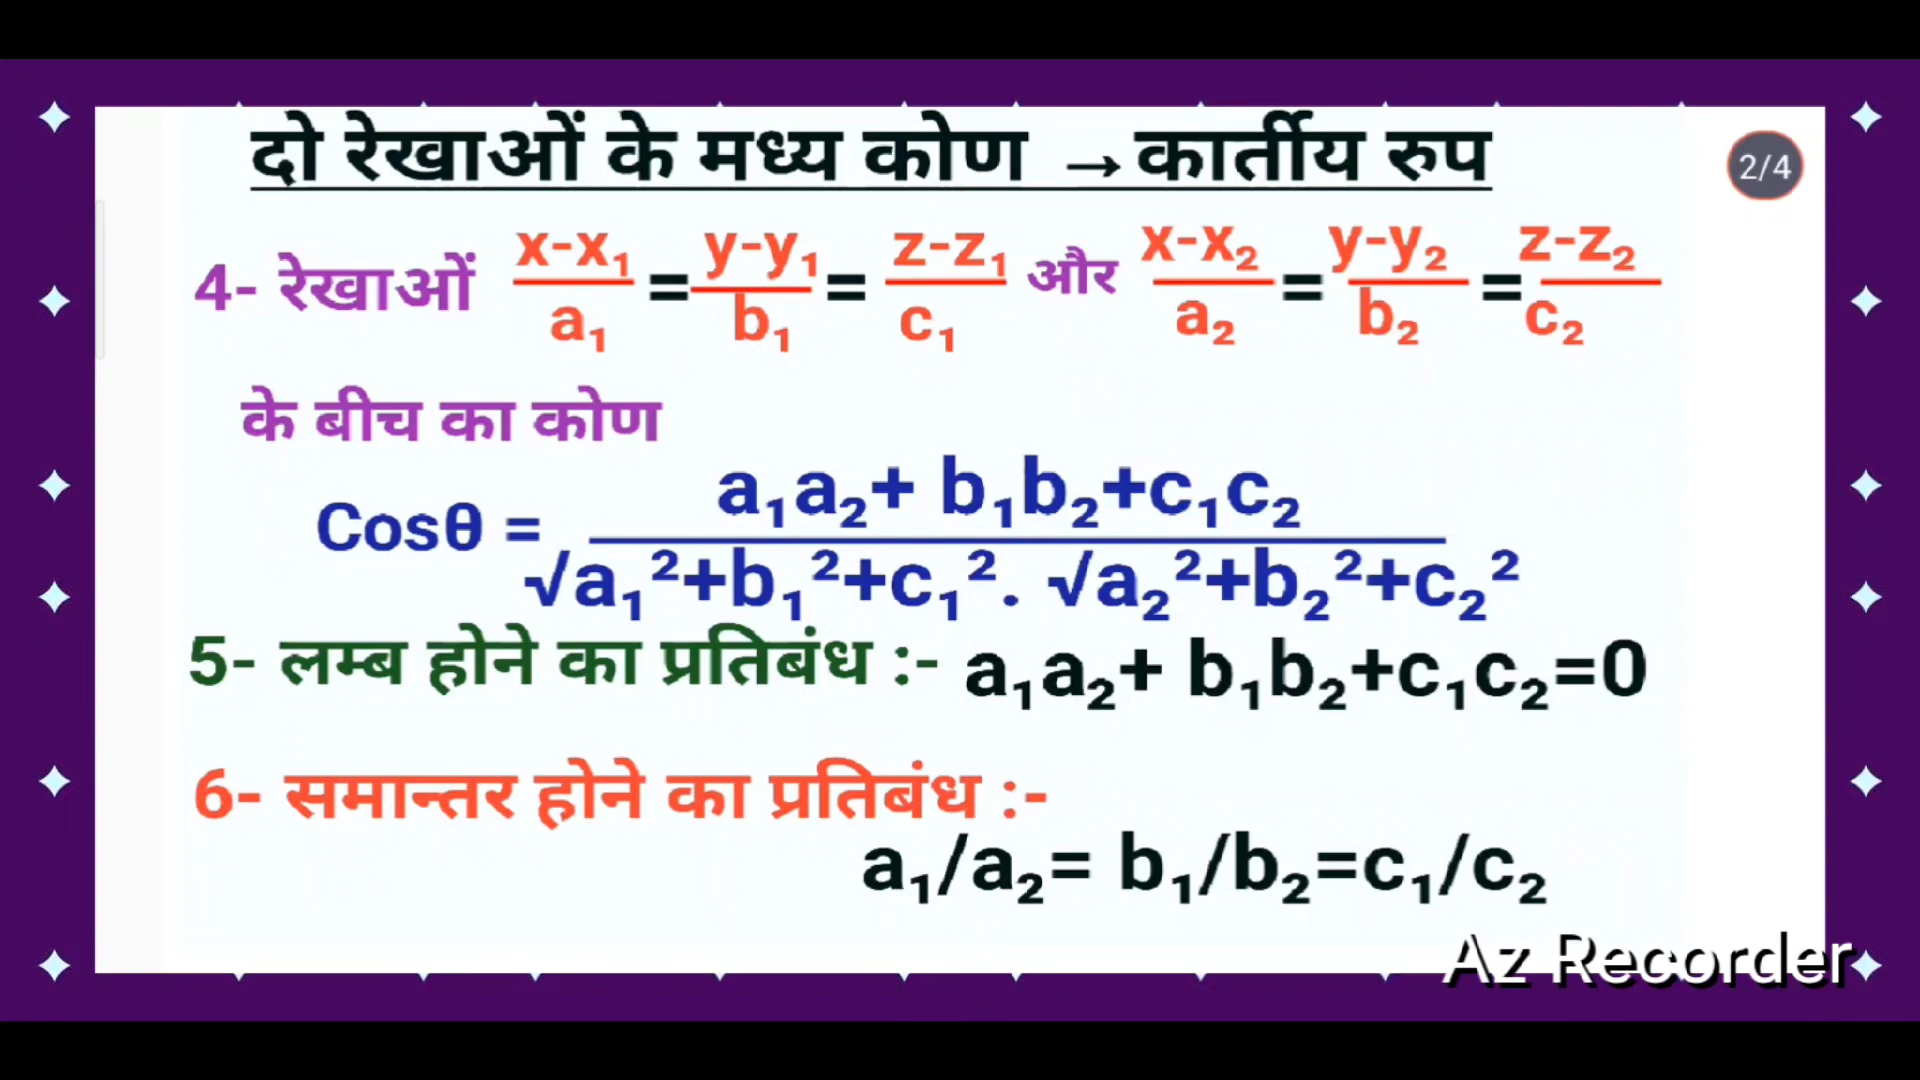 दो रेखाओं के मध्य कोण →कार्तीय रुप
2/4
4- रेखाओं x-x₁/a₁ = y-y₁/b₁ = z-z₁/c₁ और x-x₂/a₂ = y-y₂/b₂ = z-z₂/c₂
के बीच का कोण
Cosθ = a₁a₂+ b₁b₂+c₁c₂
√a₁²+b₁²+c₁². √a₂²+b₂²+c₂²
5- लम्ब होने का प्रतिबंध :- a₁a₂+ b₁b₂+c₁c₂=0
6- समान्तर होने का प्रतिबंध :-
a₁/a₂= b₁/b₂=c₁/c₂
Az Recorder